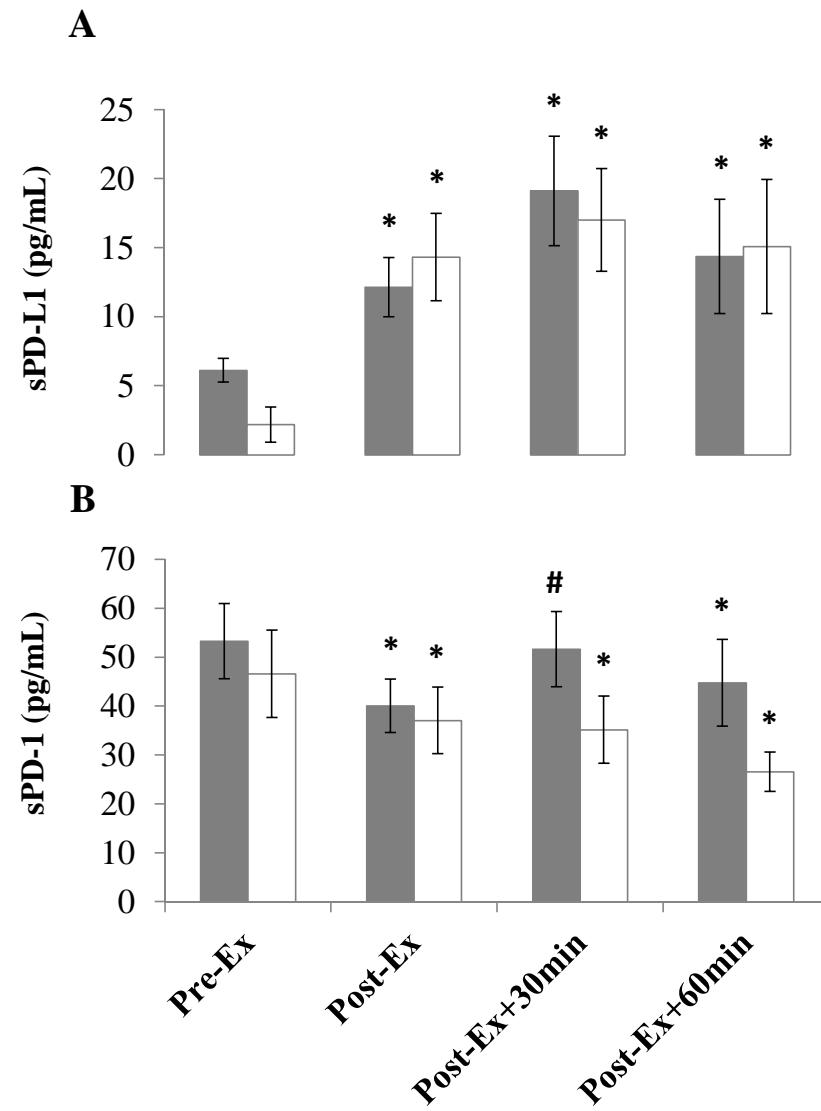 A
sPD-L1 (pg/mL)
25
20
15
10
5
0
* * * * * *
B
sPD-1 (pg/mL)
70
60
50
40
30
20
10
0
* * # * * *
Pre-Ex
Post-Ex
Post-Ex+30min
Post-Ex+60min